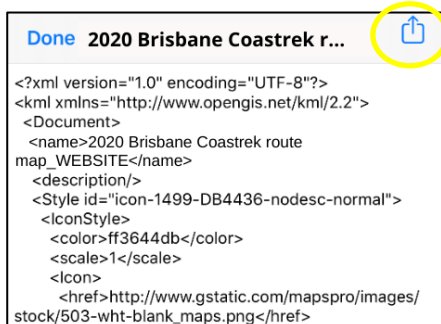 Done 2020 Brisbane Coastrek r...
<?xml version="1.0" encoding="UTF-8"?>
<kml xmlns="http://www.opengis.net/kml/2.2">
<Document>
<name>2020 Brisbane Coastrek route
map_WEBSITE</name>
<description/>
<Style id="icon-1499-DB4436-nodesc-normal">
<IconStyle>
<color>ff3644db</color>
<scale>1</scale>
<Icon>
<href>http://www.gstatic.com/mapspro/images/
stock/503-wht-blank_maps.png</href>